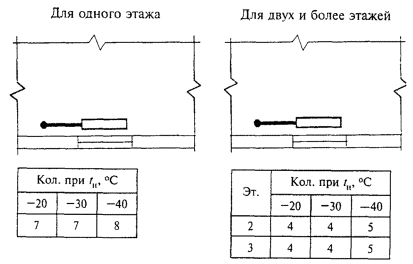 Для одного этажа
Для двух и более этажей
Кол. при tн, °С
−20 −30 −40
7 7 8
Эт. Кол. при tн, °С
−20 −30 −40
2 4 4 5
3 4 4 5